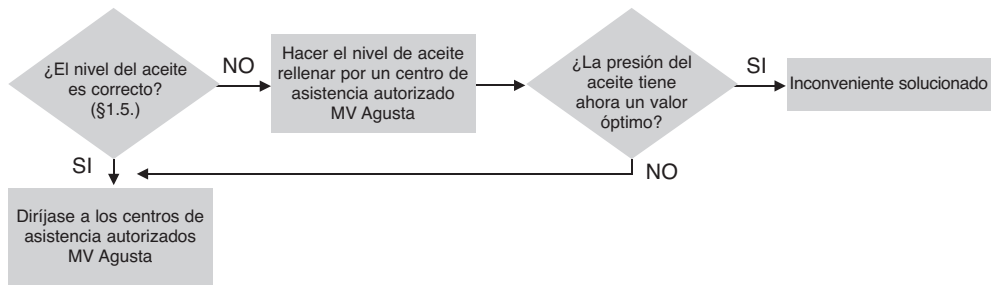 ¿El nivel del aceite
es correcto?
(§1.5.)
NO
Hacer el nivel de aceite
rellenar por un centro de
asistencia autorizado
MV Agusta
¿La presión del
aceite tiene
ahora un valor
óptimo?
SI
Inconveniente solucionado
SI
NO
Diríjase a los centros de
asistencia autorizados
MV Agusta